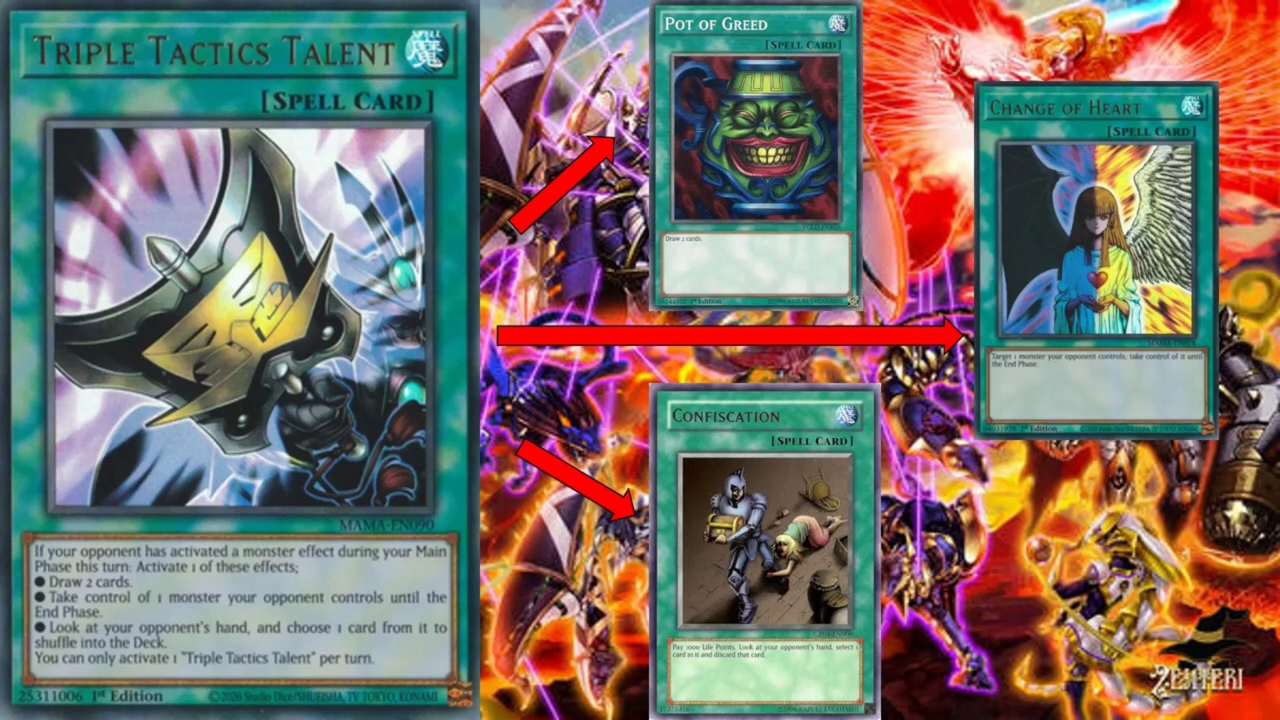 TRIPLE TACTICS TALENT
[SPELL CARD]
MAMA-EN090
If your opponent has activated a monster effect during your Main
Phase this turn: Activate 1 of these effects;
● Draw 2 cards.
● Take control of 1 monster your opponent controls until the
End Phase.
● Look at your opponent's hand, and choose 1 card from it to
shuffle into the Deck.
You can only activate 1 "Triple Tactics Talent" per turn.
25311006 1st Edition
©2020 Studio Dice/SHUEISHA, TV TOKYO, KONAMI
POT OF GREED
[SPELL CARD]
Draw 2 cards.
1st Edition
CHANGE OF HEART
[SPELL CARD]
Target 1 monster your opponent controls; take control of it until
the End Phase.
1st Edition
CONFISCATION
[SPELL CARD]
Pay 1000 Life Points. Look at your opponent's hand, select 1
card in it and discard that card.